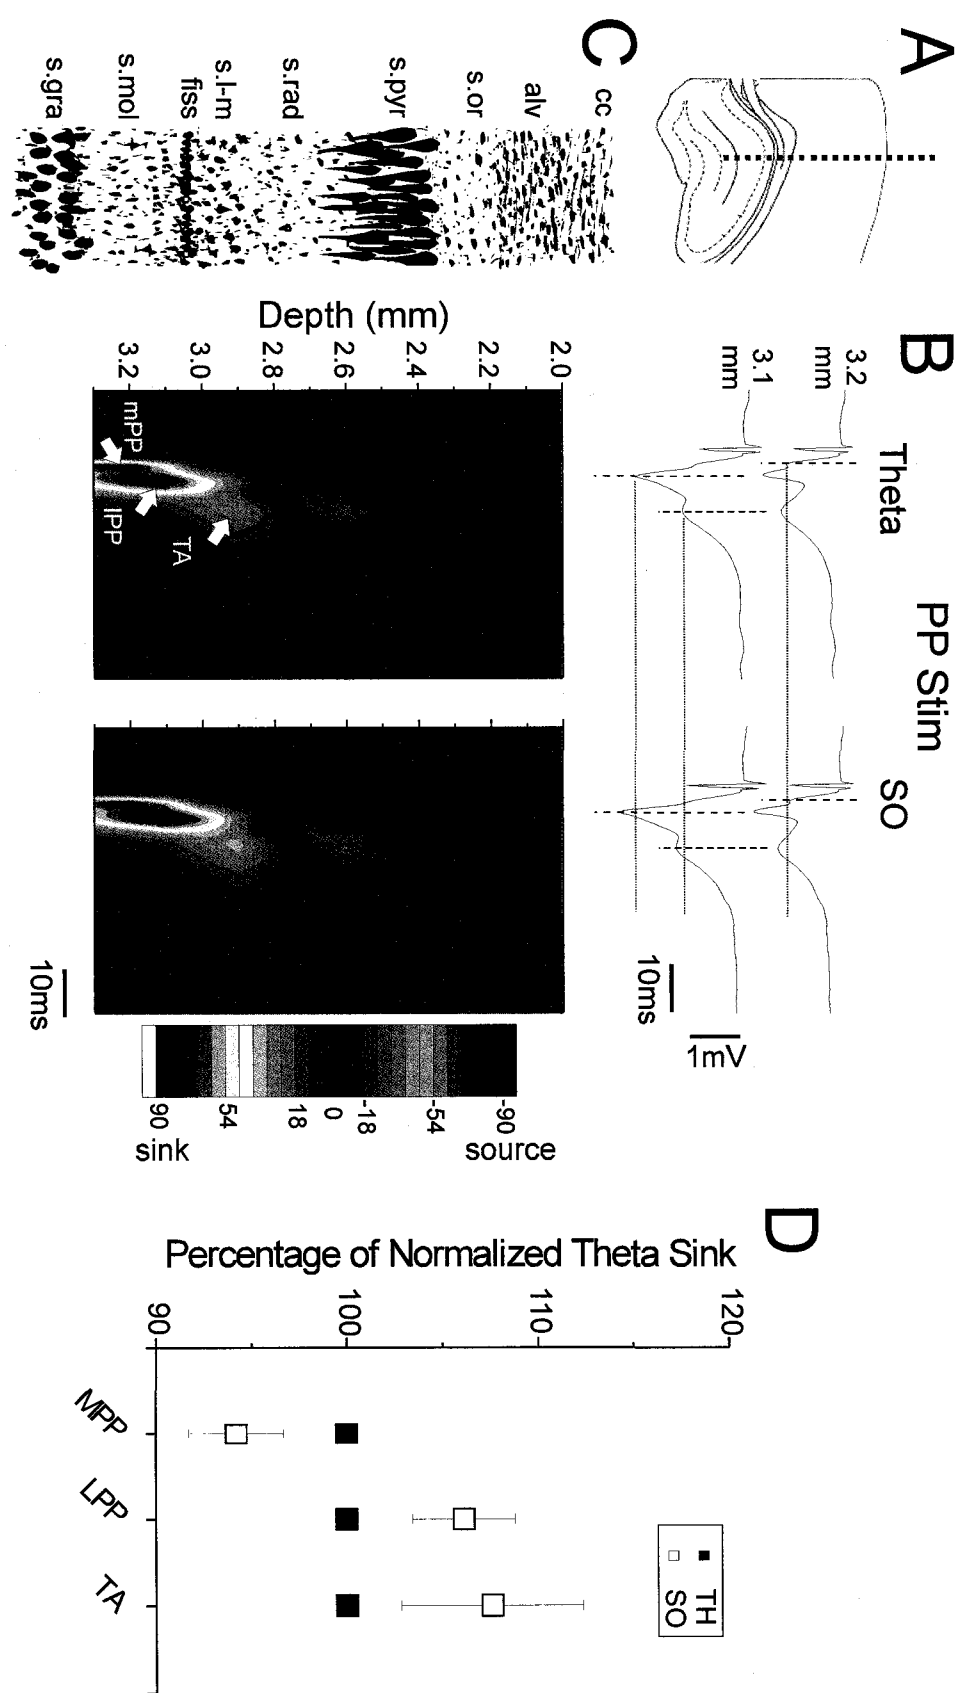 A
B
PP Stim
Theta
SO
3.2
mm
3.1
mm
10ms
1mV
C
cc
alv
s.or
s.pyr
s.rad
s.l-m
fiss
s.mol
s.gra
Depth (mm)
2.0
2.2
2.4
2.6
2.8
3.0
3.2
mPP
lPP
TA
10ms
-90
-54
-18
0
18
54
90
source
sink
D
Percentage of Normalized Theta Sink
120
110
100
90
MPP
LPP
TA
TH
SO